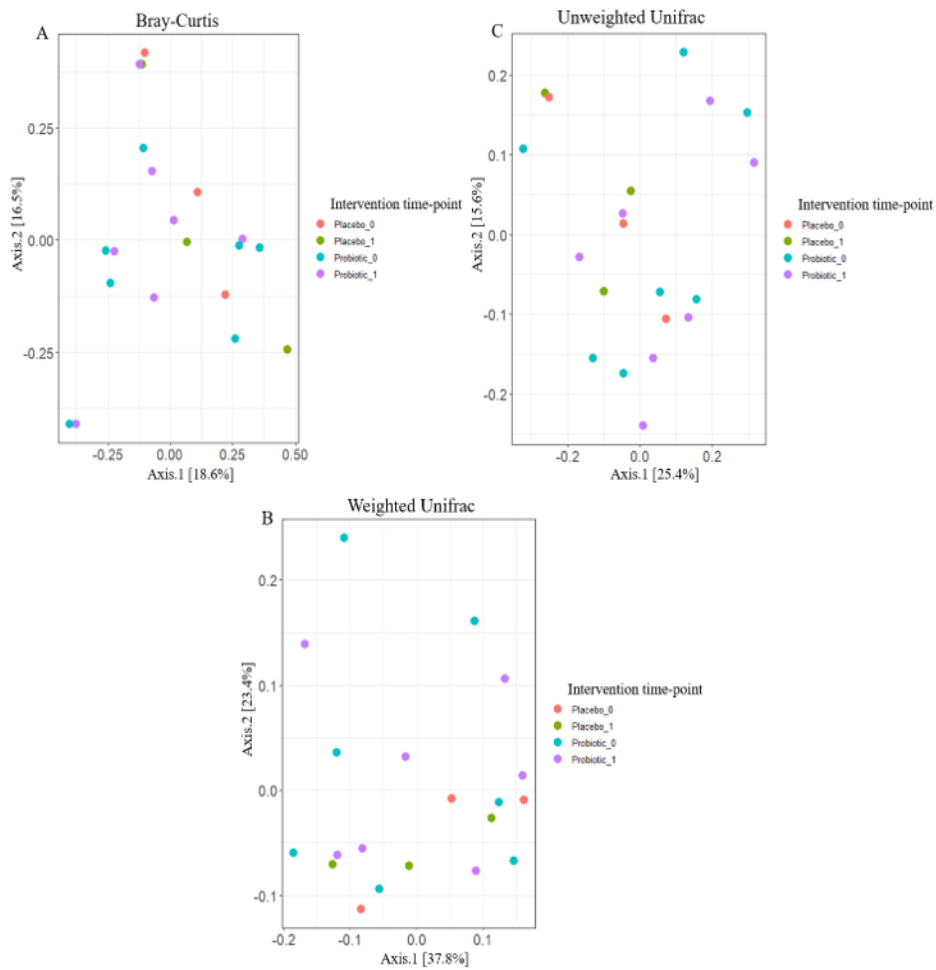 Bray-Curtis
A
0.25
0.00
-0.25
Axis.2 [16.5%]
-0.25
0.00
0.25
0.50
Axis.1 [18.6%]
Intervention time-point
Placebo_0
Placebo_1
Probiotic_0
Probiotic_1
Unweighted Unifrac
C
0.2
0.1
0.0
-0.1
-0.2
Axis.2 [15.6%]
-0.2
0.0
0.2
Axis.1 [25.4%]
Intervention time-point
Placebo_0
Placebo_1
Probiotic_0
Probiotic_1
Weighted Unifrac
B
0.2
0.1
0.0
-0.1
Axis.2 [23.4%]
-0.2
-0.1
0.0
0.1
Axis.1 [37.8%]
Intervention time-point
Placebo_0
Placebo_1
Probiotic_0
Probiotic_1